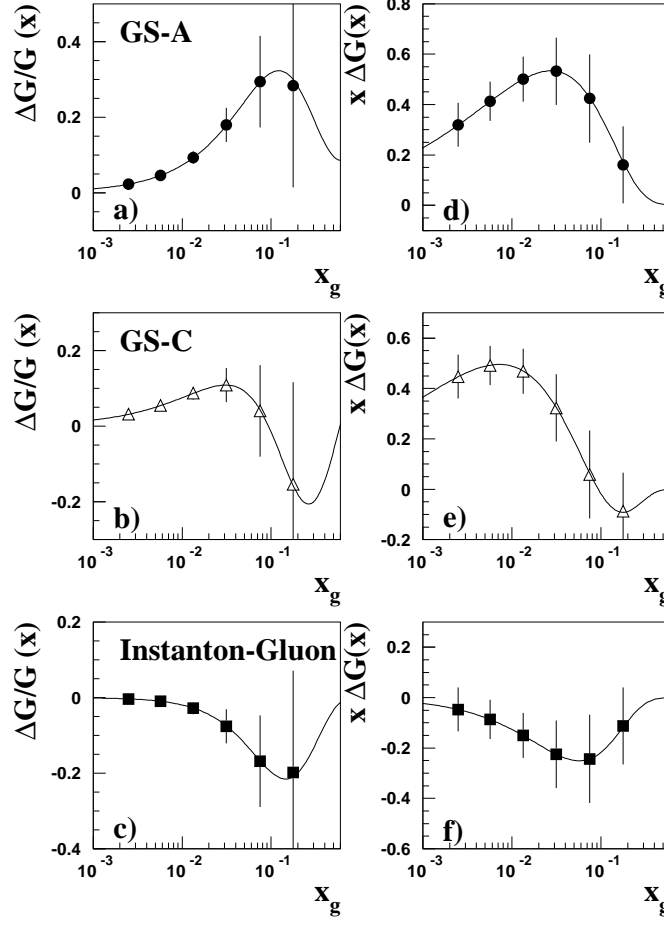 GS-A
ΔG/G (x)
0.4
0.2
0
a)
10⁻³
10⁻²
10⁻¹
x_g
x ΔG(x)
0.8
0.6
0.4
0.2
0
d)
10⁻³
10⁻²
10⁻¹
x_g
GS-C
ΔG/G (x)
0.2
0
-0.2
b)
10⁻³
10⁻²
10⁻¹
x_g
x ΔG(x)
0.6
0.4
0.2
0
-0.2
e)
10⁻³
10⁻²
10⁻¹
x_g
Instanton-Gluon
ΔG/G (x)
0.2
0
-0.2
-0.4
c)
10⁻³
10⁻²
10⁻¹
x_g
x ΔG(x)
0.2
0
-0.2
-0.4
-0.6
f)
10⁻³
10⁻²
10⁻¹
x_g